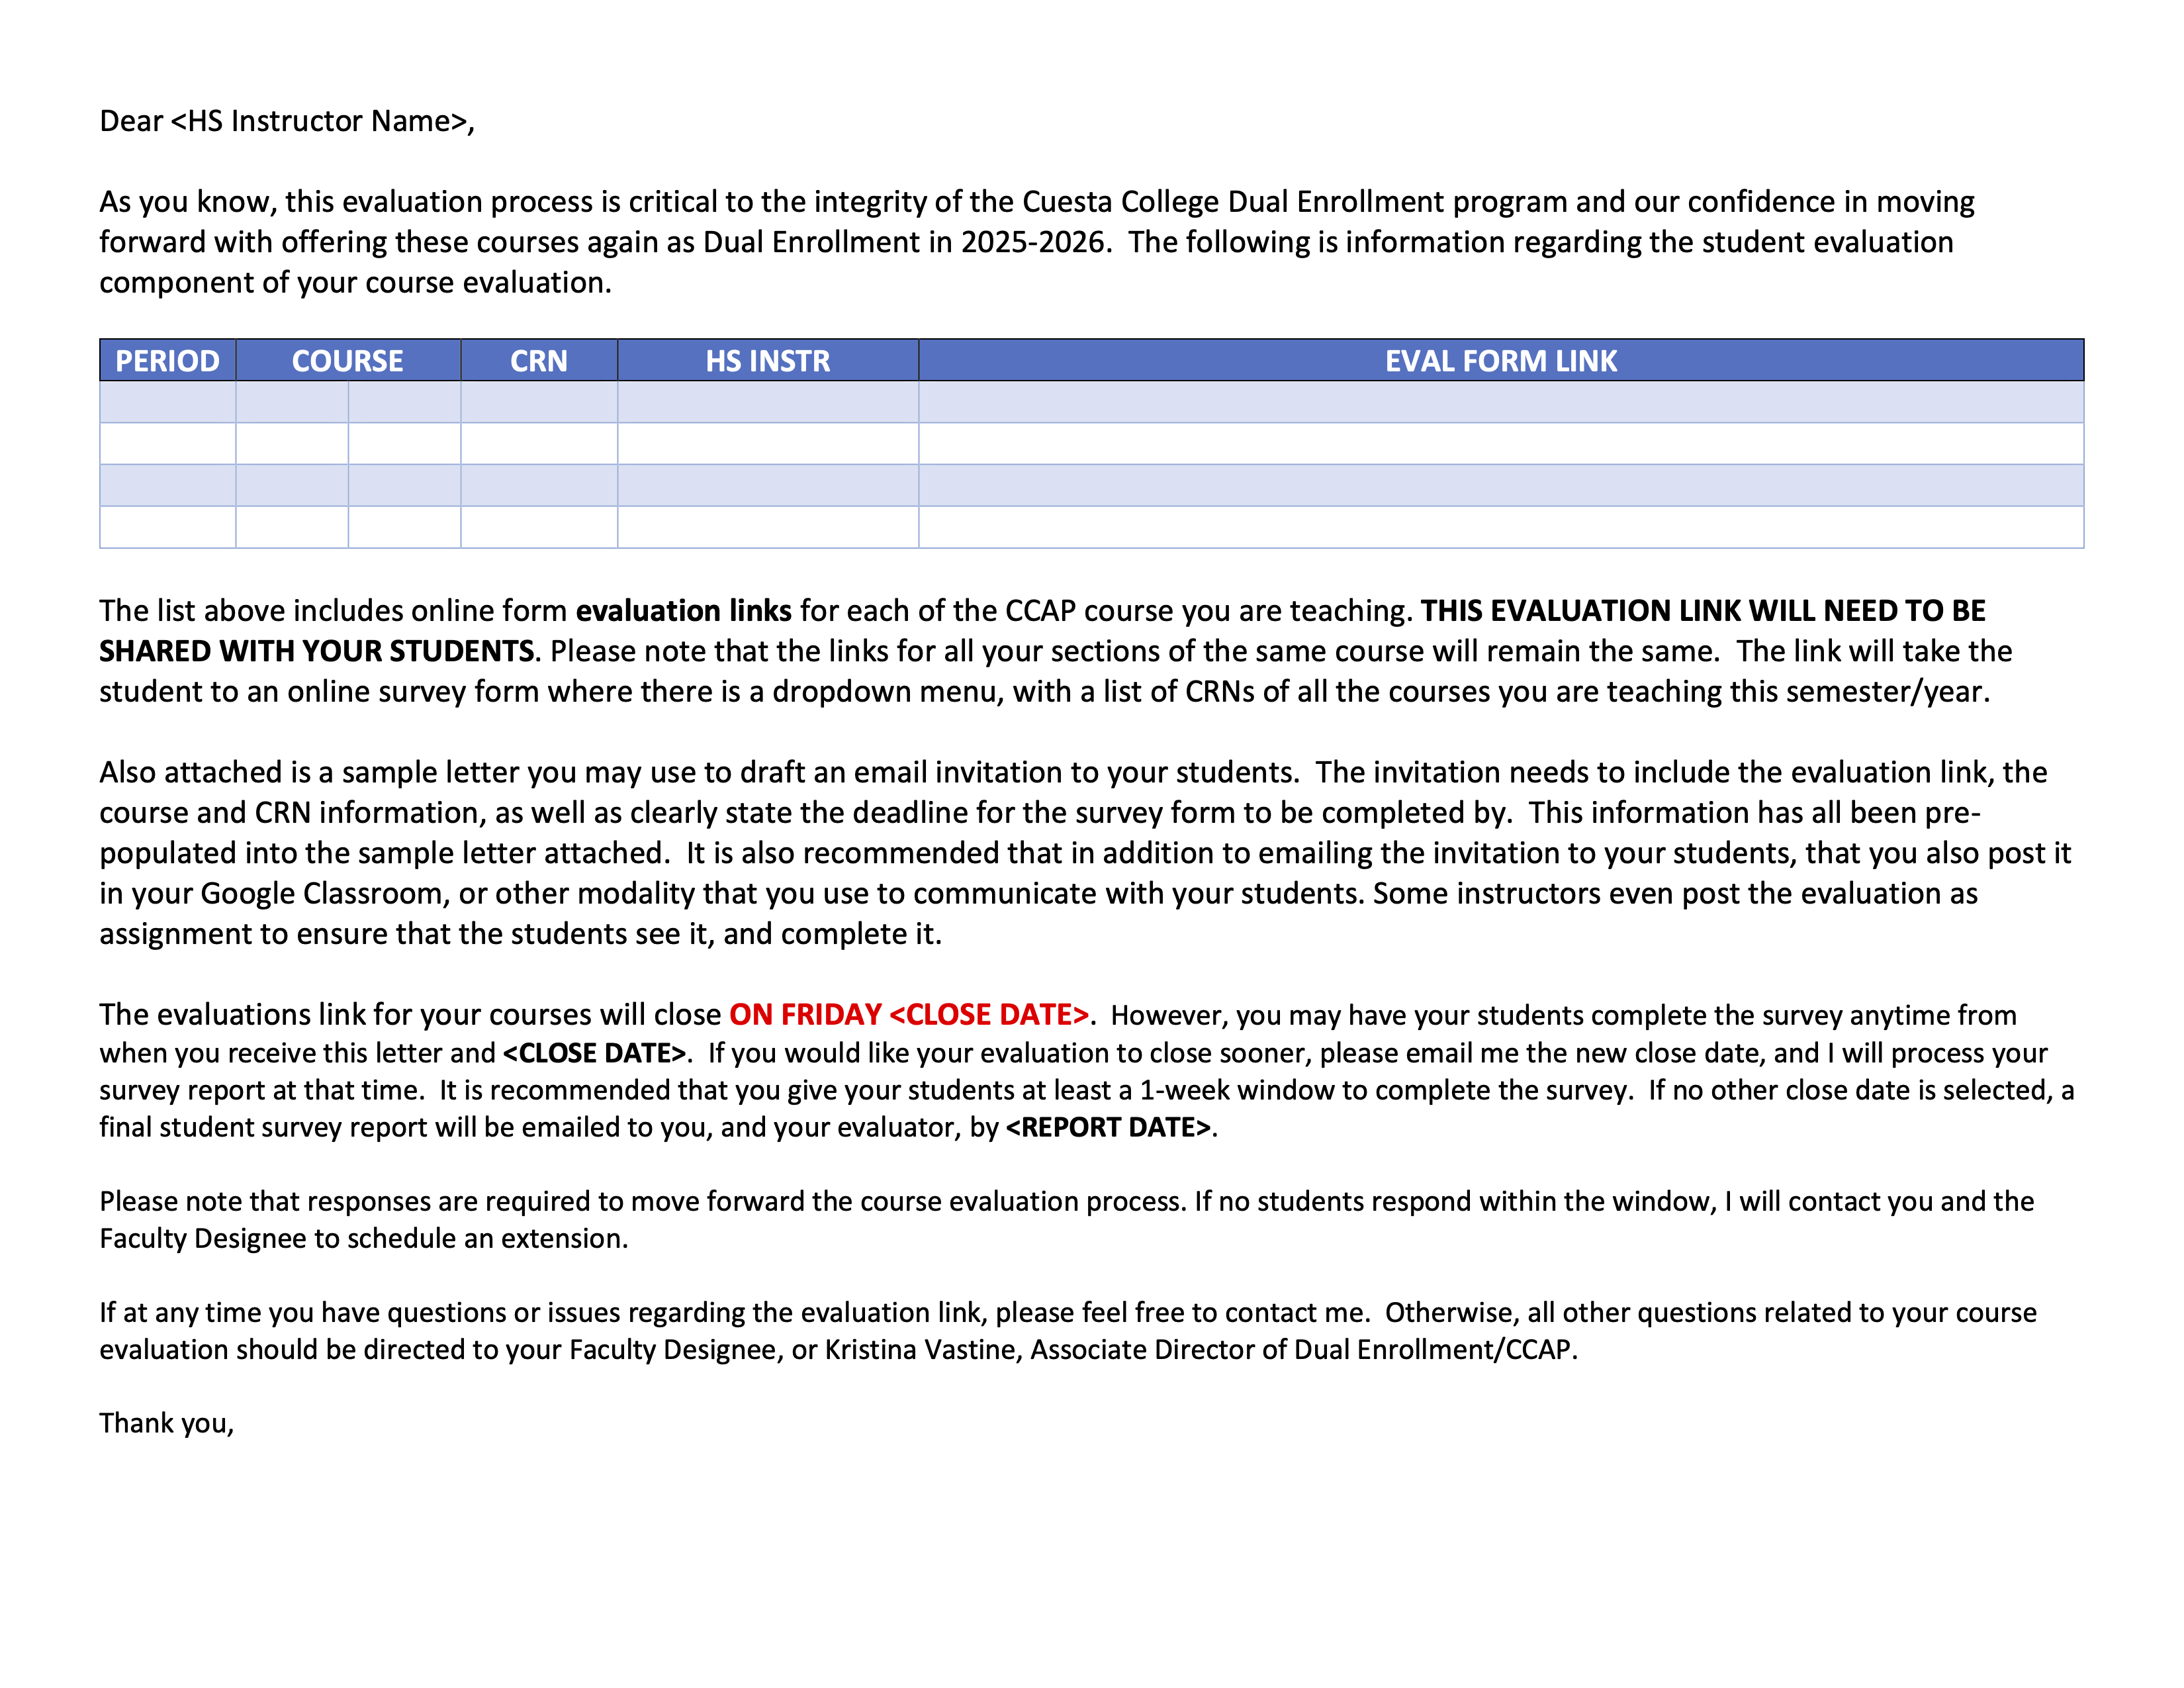 Dear <HS Instructor Name>,
As you know, this evaluation process is critical to the integrity of the Cuesta College Dual Enrollment program and our confidence in moving
forward with offering these courses again as Dual Enrollment in 2025-2026.  The following is information regarding the student evaluation
component of your course evaluation.
PERIOD COURSE CRN HS INSTR EVAL FORM LINK
The list above includes online form evaluation links for each of the CCAP course you are teaching. THIS EVALUATION LINK WILL NEED TO BE
SHARED WITH YOUR STUDENTS. Please note that the links for all your sections of the same course will remain the same.  The link will take the
student to an online survey form where there is a dropdown menu, with a list of CRNs of all the courses you are teaching this semester/year.
Also attached is a sample letter you may use to draft an email invitation to your students.  The invitation needs to include the evaluation link, the
course and CRN information, as well as clearly state the deadline for the survey form to be completed by.  This information has all been pre-
populated into the sample letter attached.  It is also recommended that in addition to emailing the invitation to your students, that you also post it
in your Google Classroom, or other modality that you use to communicate with your students. Some instructors even post the evaluation as
assignment to ensure that the students see it, and complete it.
The evaluations link for your courses will close ON FRIDAY <CLOSE DATE>.  However, you may have your students complete the survey anytime from
when you receive this letter and <CLOSE DATE>.  If you would like your evaluation to close sooner, please email me the new close date, and I will process your
survey report at that time.  It is recommended that you give your students at least a 1-week window to complete the survey.  If no other close date is selected, a
final student survey report will be emailed to you, and your evaluator, by <REPORT DATE>.
Please note that responses are required to move forward the course evaluation process. If no students respond within the window, I will contact you and the
Faculty Designee to schedule an extension.
If at any time you have questions or issues regarding the evaluation link, please feel free to contact me.  Otherwise, all other questions related to your course
evaluation should be directed to your Faculty Designee, or Kristina Vastine, Associate Director of Dual Enrollment/CCAP.
Thank you,